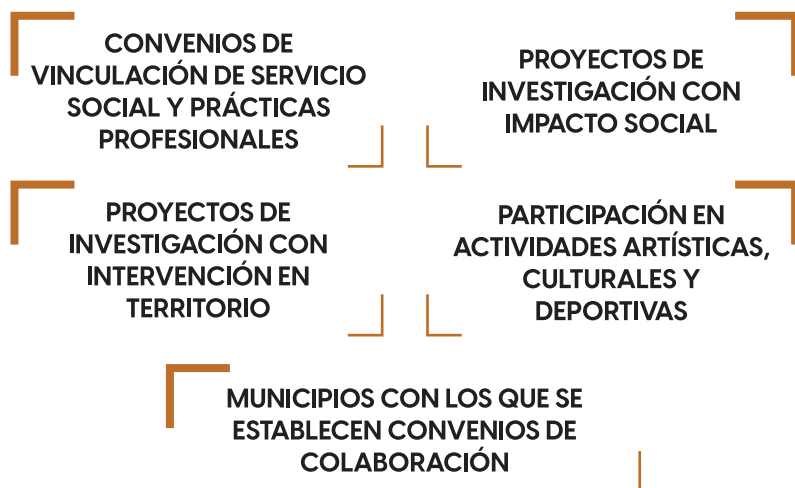 CONVENIOS DE
VINCULACIÓN DE SERVICIO
SOCIAL Y PRÁCTICAS
PROFESIONALES
PROYECTOS DE
INVESTIGACIÓN CON
IMPACTO SOCIAL
PROYECTOS DE
INVESTIGACIÓN CON
INTERVENCIÓN EN
TERRITORIO
PARTICIPACIÓN EN
ACTIVIDADES ARTÍSTICAS,
CULTURALES Y
DEPORTIVAS
MUNICIPIOS CON LOS QUE SE
ESTABLECEN CONVENIOS DE
COLABORACIÓN